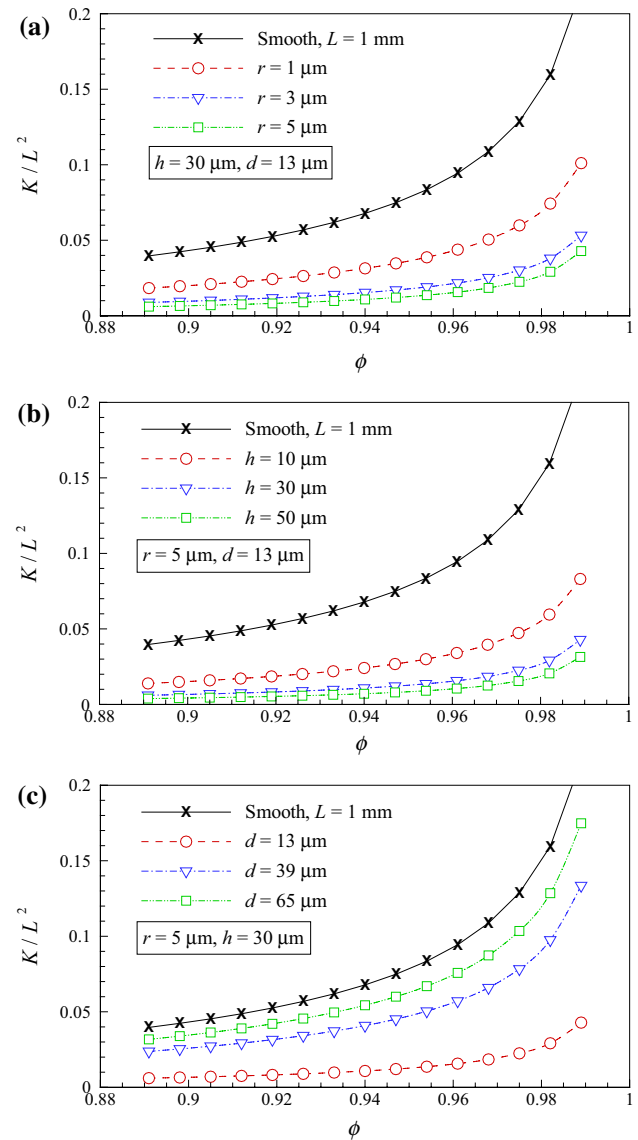 (a)
0.2
0.15
0.1
0.05
0
K / L²
Smooth, L = 1 mm
r = 1 μm
r = 3 μm
r = 5 μm
h = 30 μm, d = 13 μm
0.88 0.9 0.92 0.94 0.96 0.98 1
ϕ
(b)
0.2
0.15
0.1
0.05
0
K / L²
Smooth, L = 1 mm
h = 10 μm
h = 30 μm
h = 50 μm
r = 5 μm, d = 13 μm
0.88 0.9 0.92 0.94 0.96 0.98 1
ϕ
(c)
0.2
0.15
0.1
0.05
0
K / L²
Smooth, L = 1 mm
d = 13 μm
d = 39 μm
d = 65 μm
r = 5 μm, h = 30 μm
0.88 0.9 0.92 0.94 0.96 0.98 1
ϕ